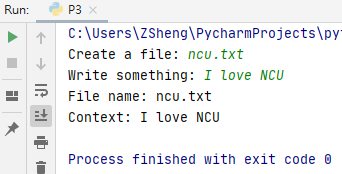 Run: P3
C:\Users\ZSheng\PycharmProjects\pyt
Create a file: ncu.txt
Write something: I love NCU
File name: ncu.txt
Context: I love NCU
Process finished with exit code 0